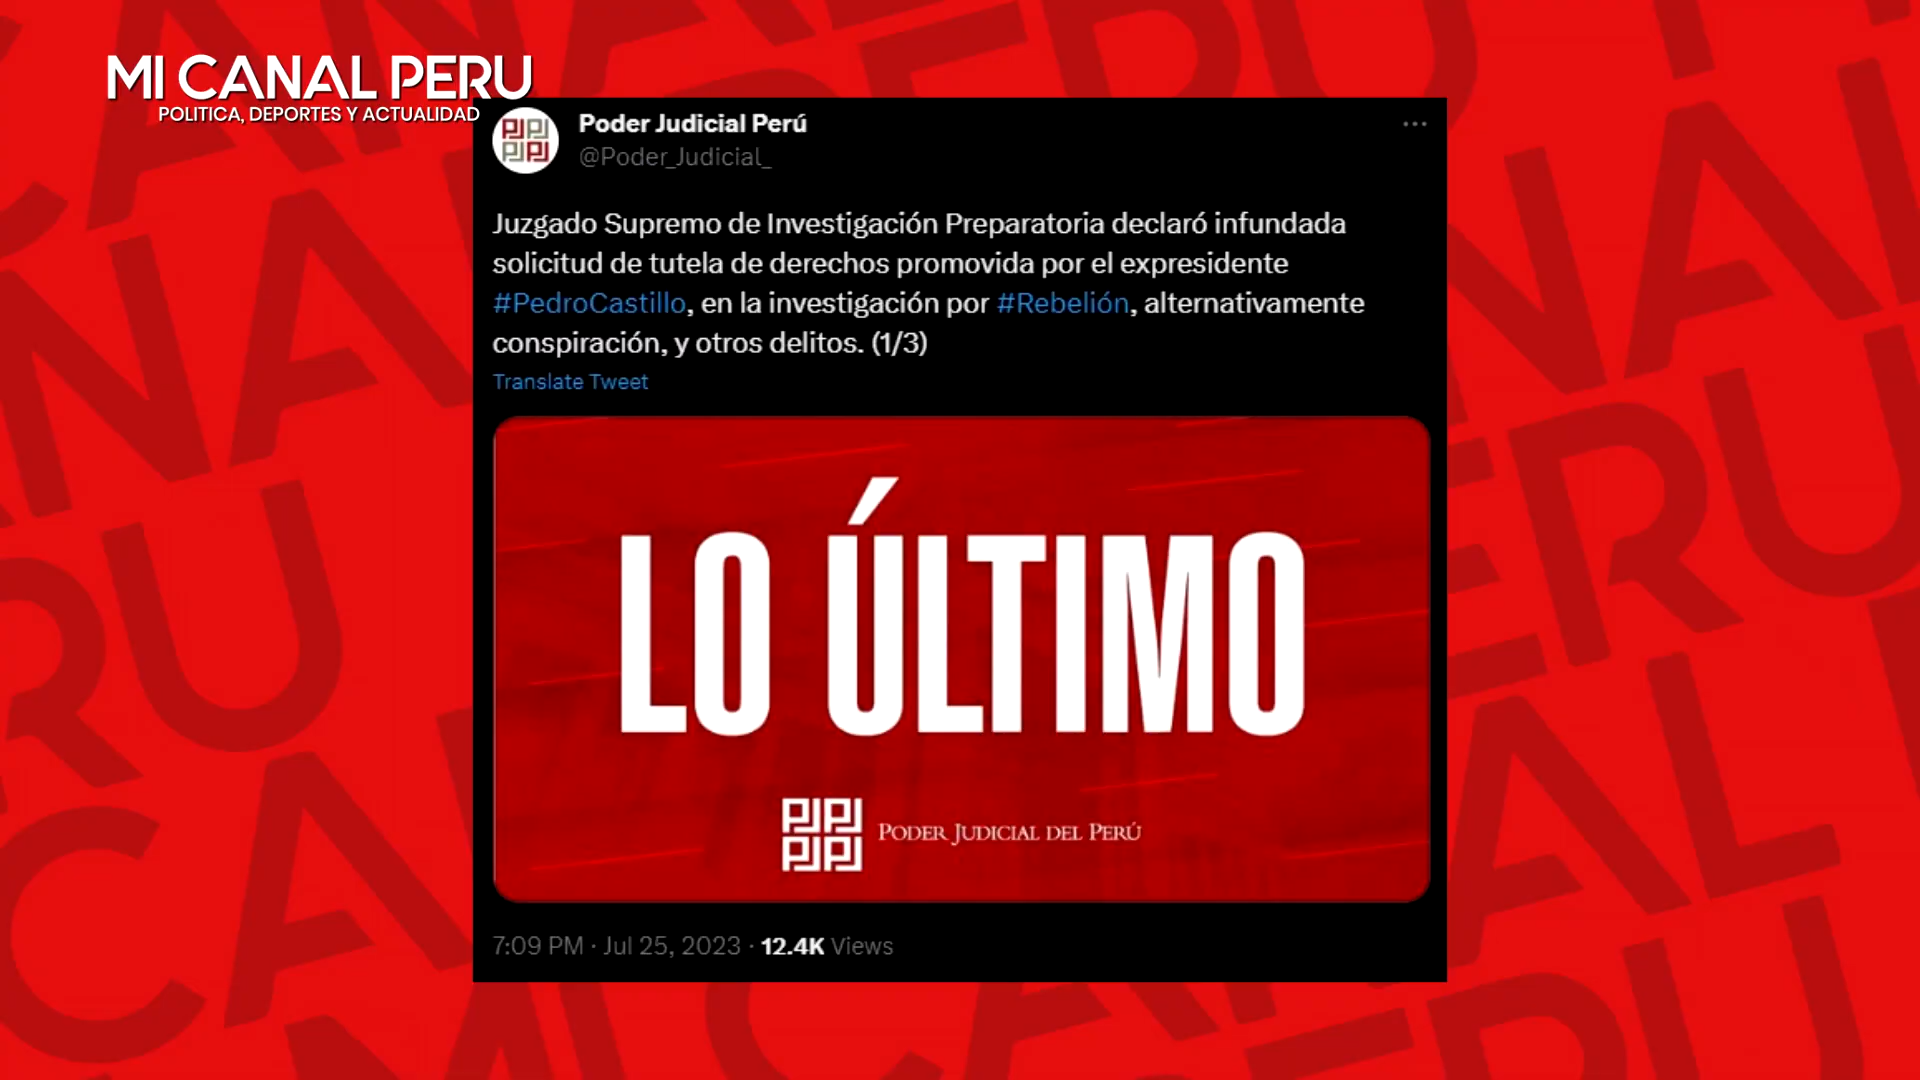 MI CANAL PERU
POLITICA, DEPORTES Y ACTUALIDAD
Poder Judicial Perú
@Poder_Judicial_
Juzgado Supremo de Investigación Preparatoria declaró infundada
solicitud de tutela de derechos promovida por el expresidente
#PedroCastillo, en la investigación por #Rebelión, alternativamente
conspiración, y otros delitos. (1/3)
Translate Tweet
LO ÚLTIMO
PODER JUDICIAL DEL PERÚ
7:09 PM · Jul 25, 2023 · 12.4K Views